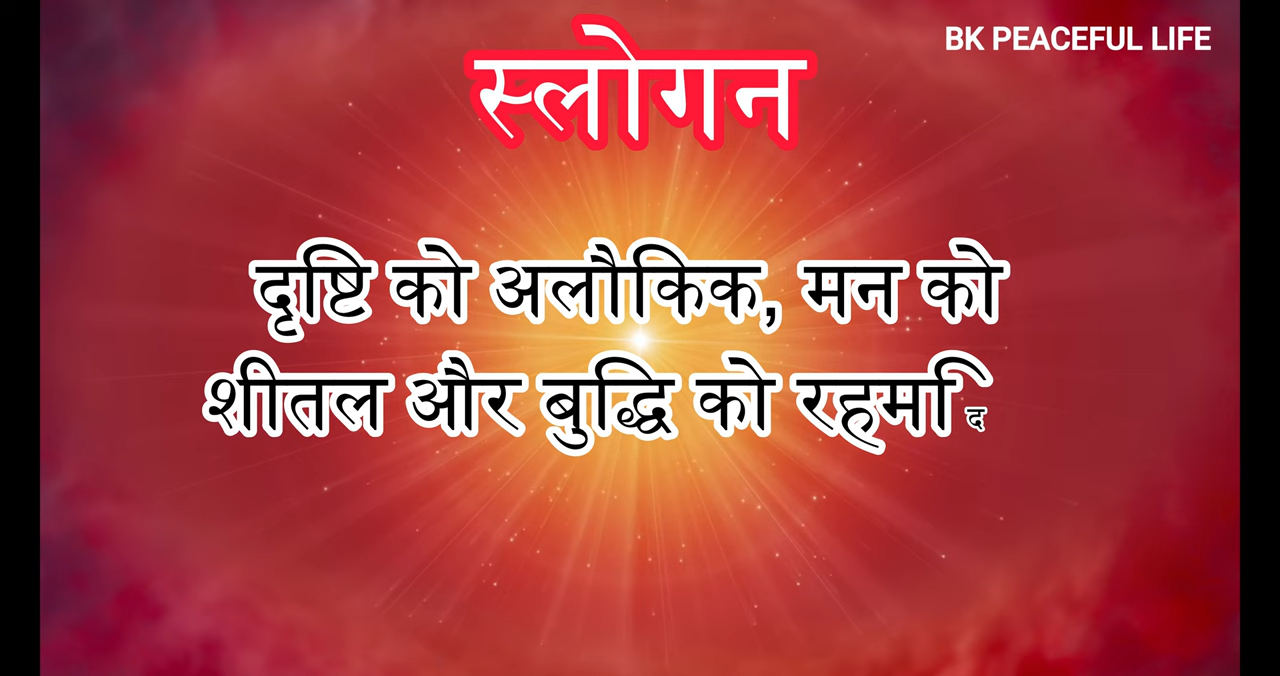 BK PEACEFUL LIFE
स्लोगन
दृष्टि को अलौकिक, मन को
शीतल और बुद्धि को